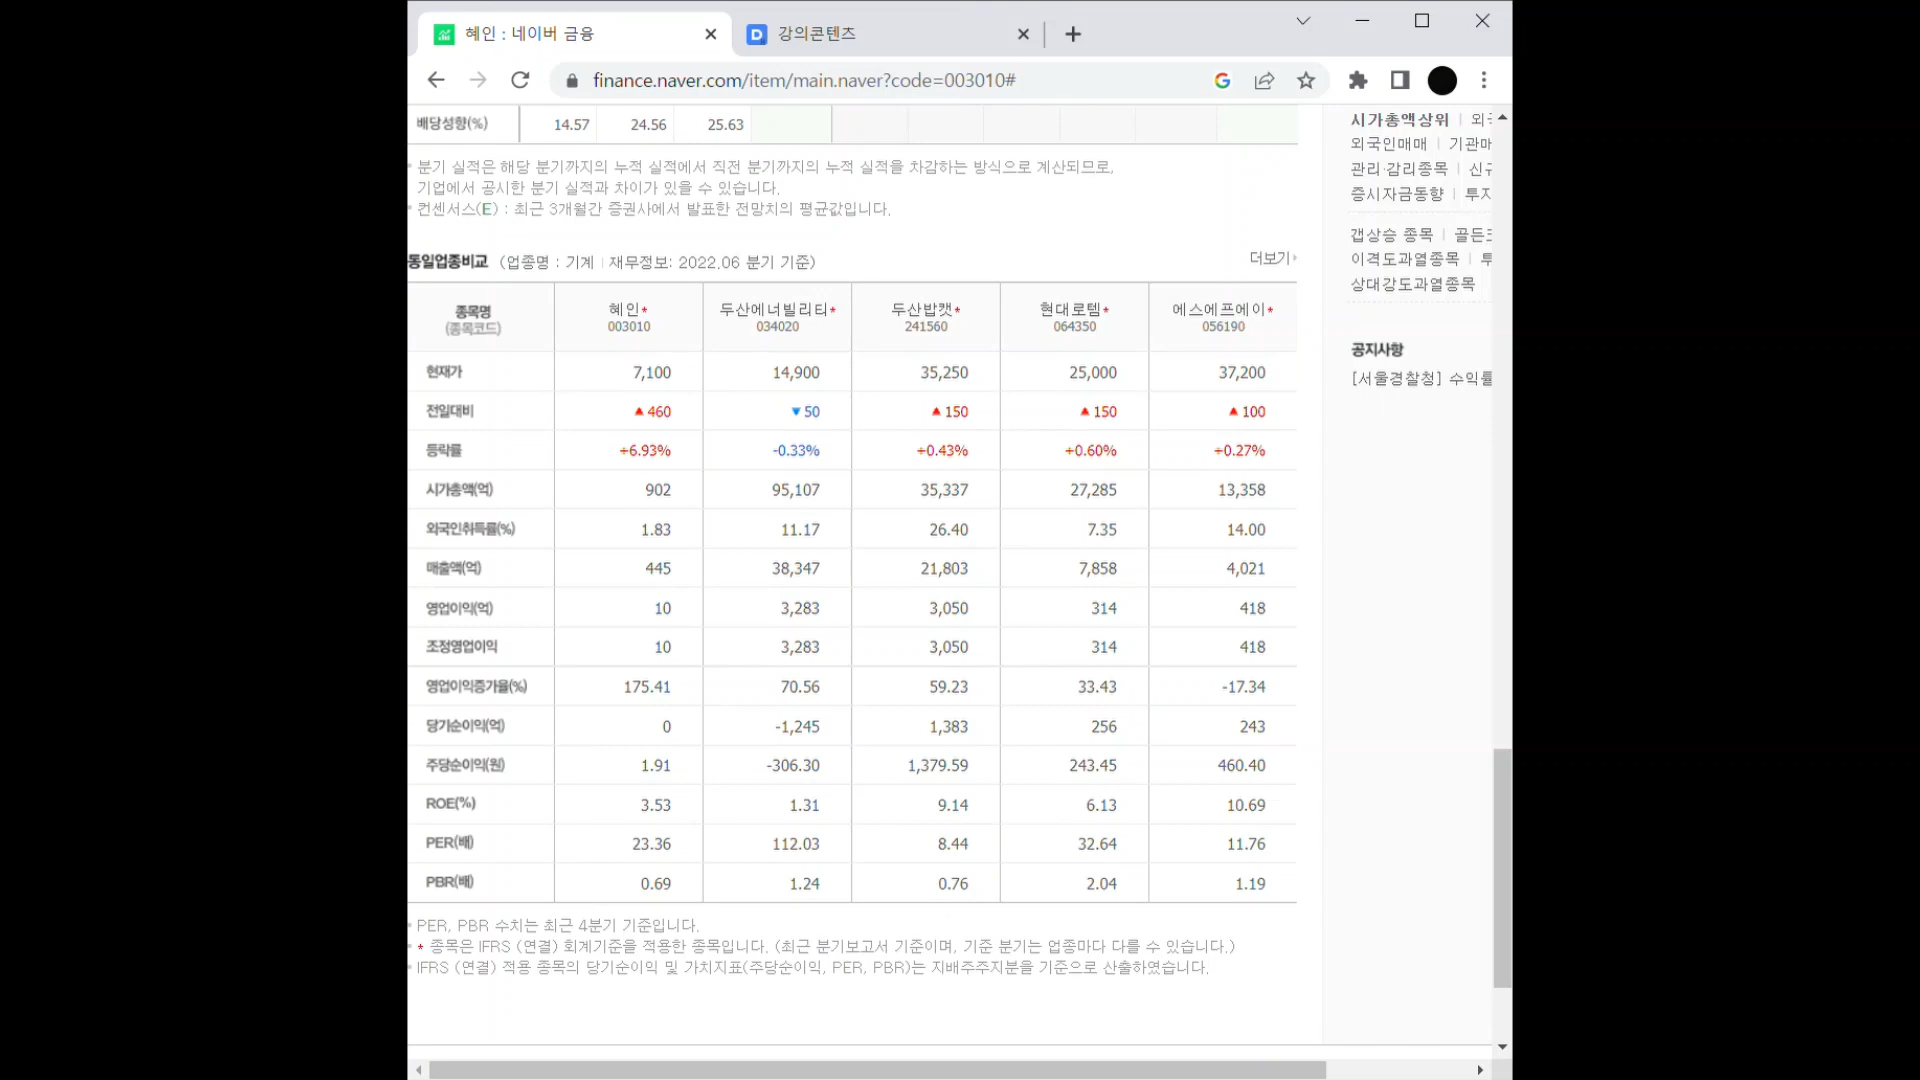 혜인 : 네이버 금융
강의콘텐츠
finance.naver.com/item/main.naver?code=003010#
배당성향(%) 14.57 24.56 25.63
분기 실적은 해당 분기까지의 누적 실적에서 직전 분기까지의 누적 실적을 차감하는 방식으로 계산되므로,
기업에서 공시한 분기 실적과 차이가 있을 수 있습니다.
컨센서스(E) : 최근 3개월간 증권사에서 발표한 전망치의 평균값입니다.
동일업종비교 (업종명 : 기계 | 재무정보: 2022.06 분기 기준) 더보기
종목명 혜인* 두산에너빌리티* 두산밥캣* 현대로템* 에스에프에이*
(종목코드) 003010 034020 241560 064350 056190
현재가 7,100 14,900 35,250 25,000 37,200
전일대비 ▲460 ▼50 ▲150 ▲150 ▲100
등락률 +6.93% -0.33% +0.43% +0.60% +0.27%
시가총액(억) 902 95,107 35,337 27,285 13,358
외국인취득률(%) 1.83 11.17 26.40 7.35 14.00
매출액(억) 445 38,347 21,803 7,858 4,021
영업이익(억) 10 3,283 3,050 314 418
조정영업이익 10 3,283 3,050 314 418
영업이익증가율(%) 175.41 70.56 59.23 33.43 -17.34
당기순이익(억) 0 -1,245 1,383 256 243
주당순이익(원) 1.91 -306.30 1,379.59 243.45 460.40
ROE(%) 3.53 1.31 9.14 6.13 10.69
PER(배) 23.36 112.03 8.44 32.64 11.76
PBR(배) 0.69 1.24 0.76 2.04 1.19
PER, PBR 수치는 최근 4분기 기준입니다.
* 종목은 IFRS (연결) 회계기준을 적용한 종목입니다. (최근 분기보고서 기준이며, 기준 분기는 업종마다 다를 수 있습니다.)
IFRS (연결) 적용 종목의 당기순이익 및 가치지표(주당순이익, PER, PBR)는 지배주주지분을 기준으로 산출하였습니다.
시가총액상위 |
외국인매매 | 기관매
관리·감리종목 | 신규
증시자금동향 | 투자
갭상승 종목 | 골든크
이격도과열종목 | 투
상대강도과열종목
공지사항
[서울경찰청] 수익률